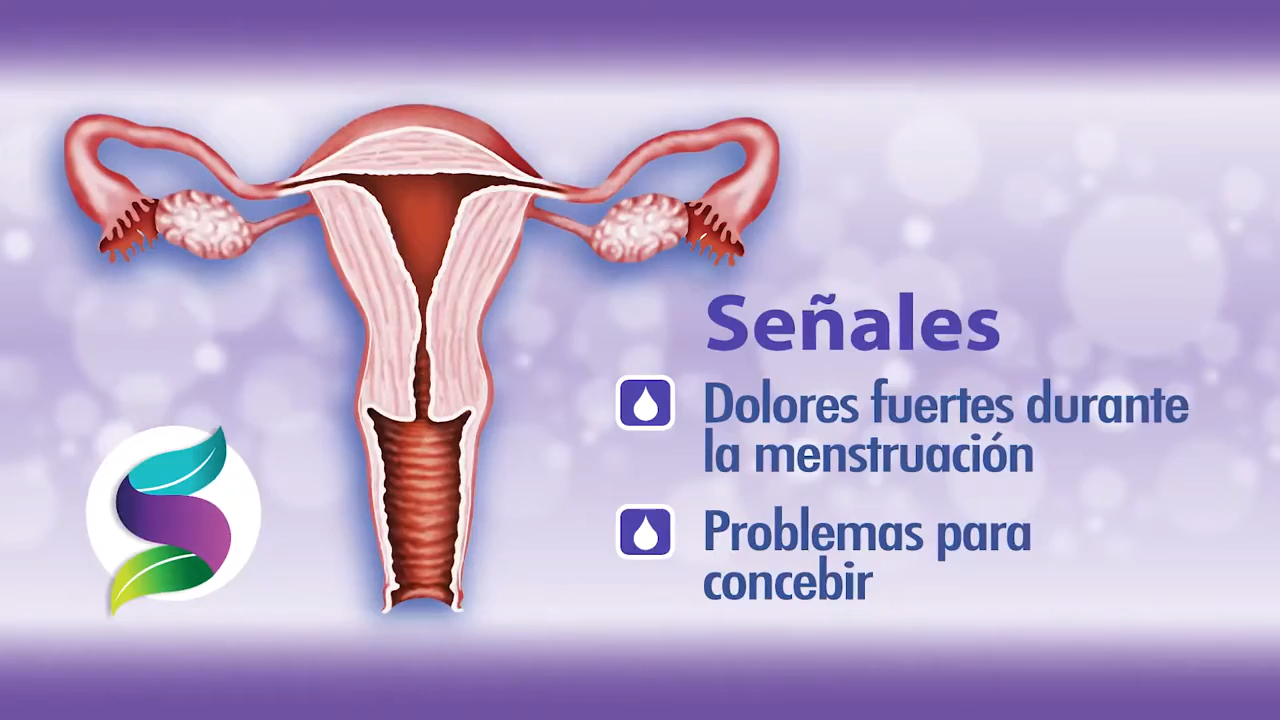 Señales
Dolores fuertes durante
la menstruación
Problemas para
concebir